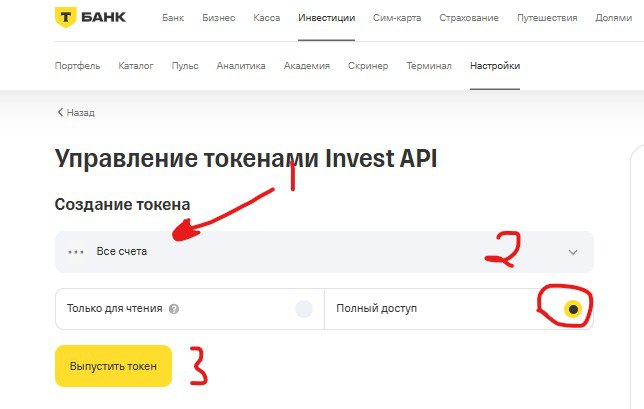 Т БАНК Банк Бизнес Касса Инвестиции Сим-карта Страхование Путешествия Долями
Портфель Каталог Пульс Аналитика Академия Скринер Терминал Настройки
Назад
Управление токенами Invest API
1
Создание токена
Все счета 2
Только для чтения ? Полный доступ
Выпустить токен 3